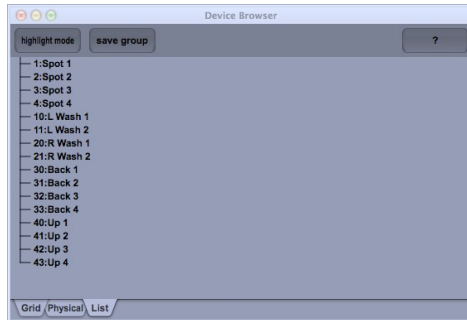 Device Browser
highlight mode save group ?
1:Spot 1
2:Spot 2
3:Spot 3
4:Spot 4
10:L Wash 1
11:L Wash 2
20:R Wash 1
21:R Wash 2
30:Back 1
31:Back 2
32:Back 3
33:Back 4
40:Up 1
41:Up 2
42:Up 3
43:Up 4
Grid Physical List